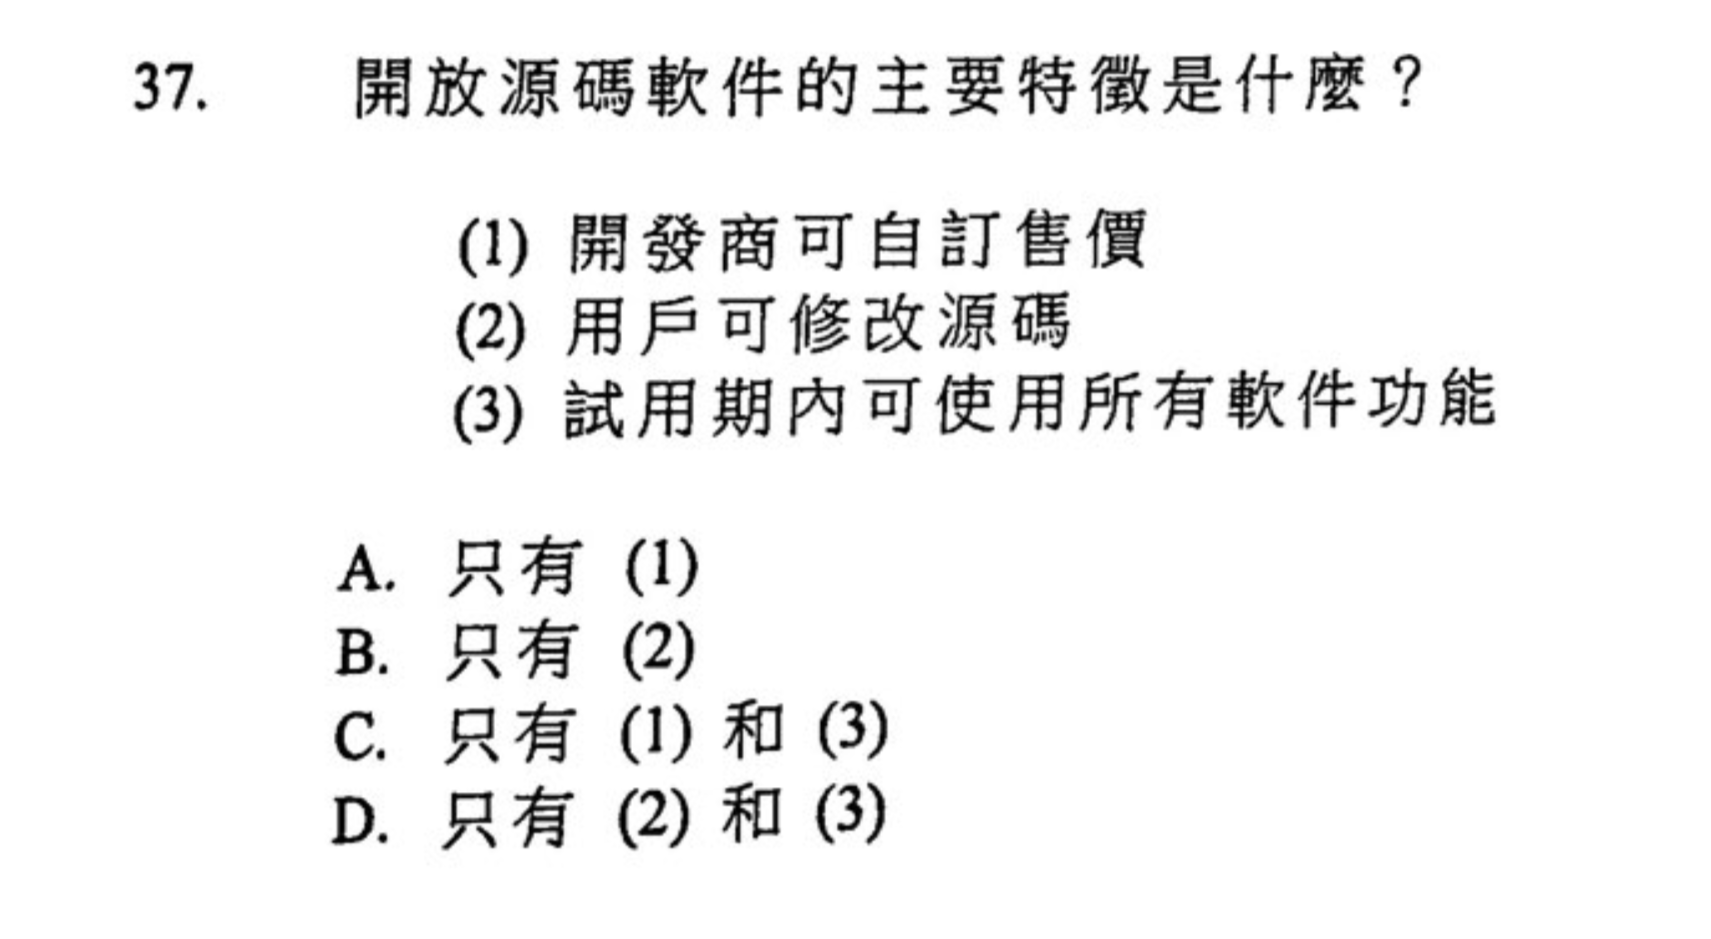 37. 開放源碼軟件的主要特徵是什麼？
(1) 開發商可自訂售價
(2) 用戶可修改源碼
(3) 試用期內可使用所有軟件功能
A. 只有 (1)
B. 只有 (2)
C. 只有 (1) 和 (3)
D. 只有 (2) 和 (3)